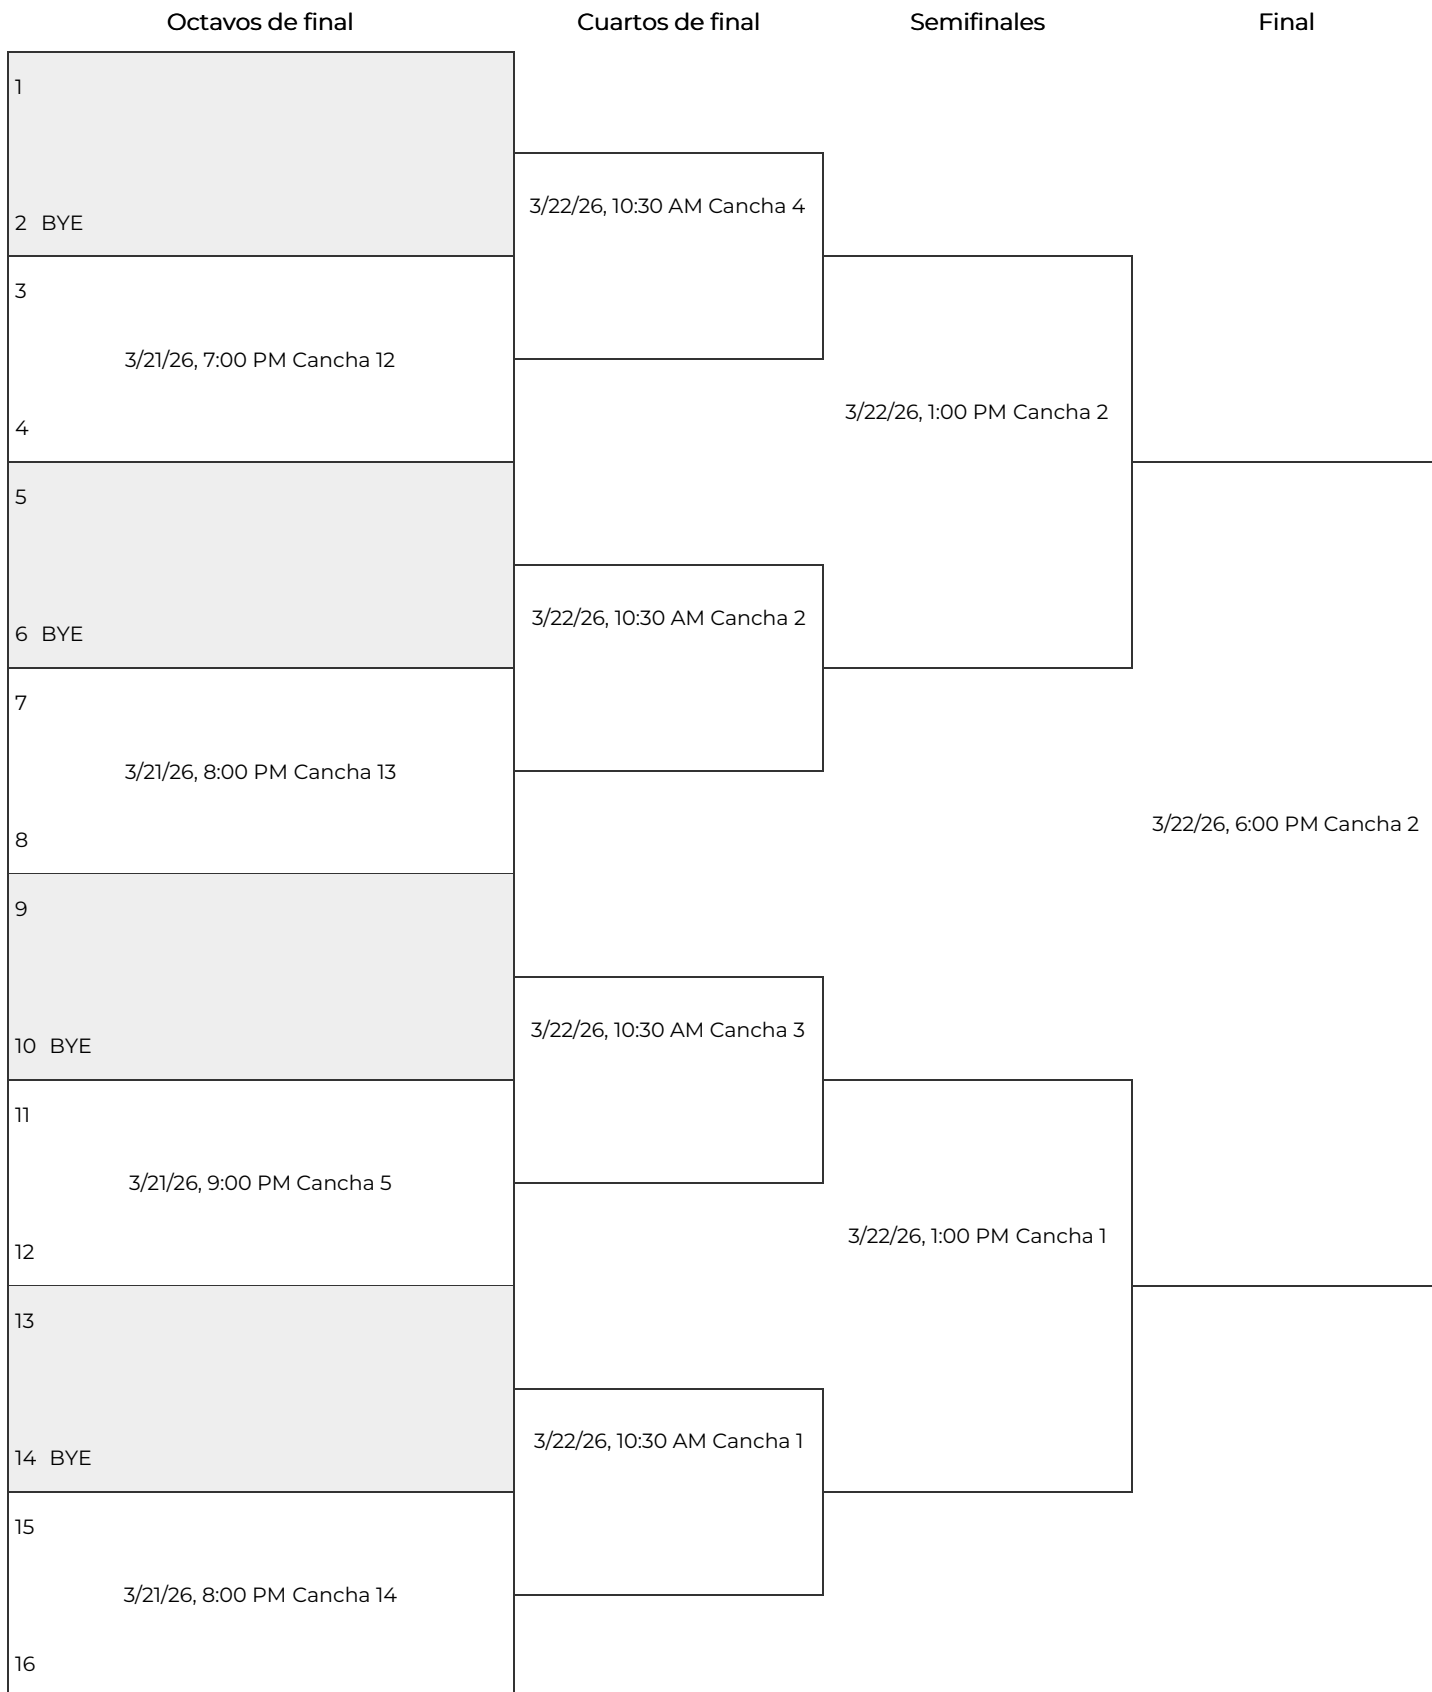 Octavos de final
Cuartos de final
Semifinales
Final
1
2 BYE
3
3/21/26, 7:00 PM Cancha 12
4
5
6 BYE
7
3/21/26, 8:00 PM Cancha 13
8
9
10 BYE
11
3/21/26, 9:00 PM Cancha 5
12
13
14 BYE
15
3/21/26, 8:00 PM Cancha 14
16
3/22/26, 10:30 AM Cancha 4
3/22/26, 10:30 AM Cancha 2
3/22/26, 10:30 AM Cancha 3
3/22/26, 10:30 AM Cancha 1
3/22/26, 1:00 PM Cancha 2
3/22/26, 1:00 PM Cancha 1
3/22/26, 6:00 PM Cancha 2